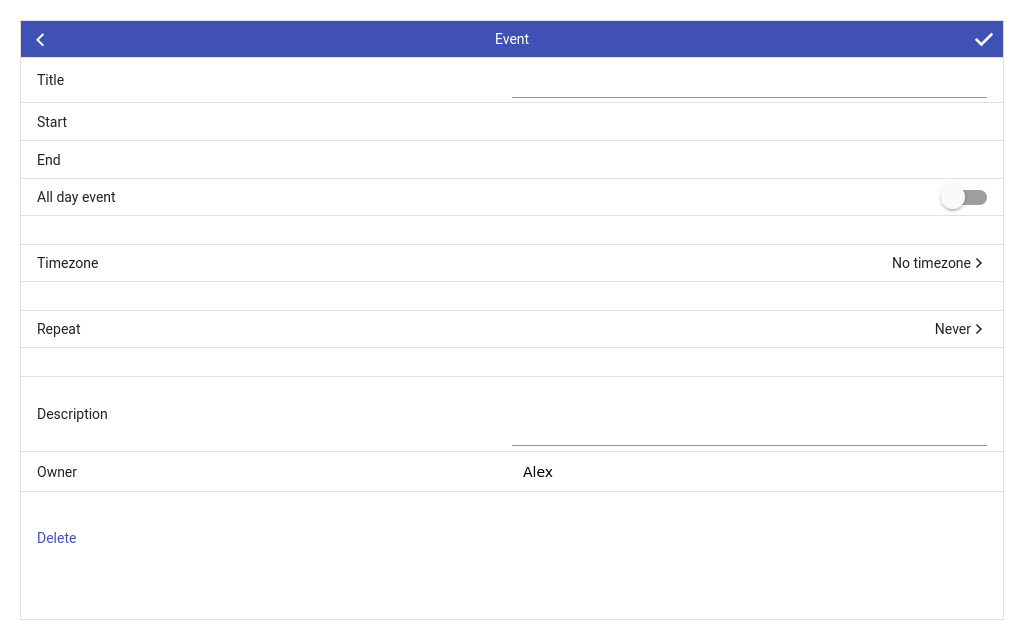 Event
Title
Start
End
All day event
Timezone No timezone
Repeat Never
Description
Owner Alex
Delete